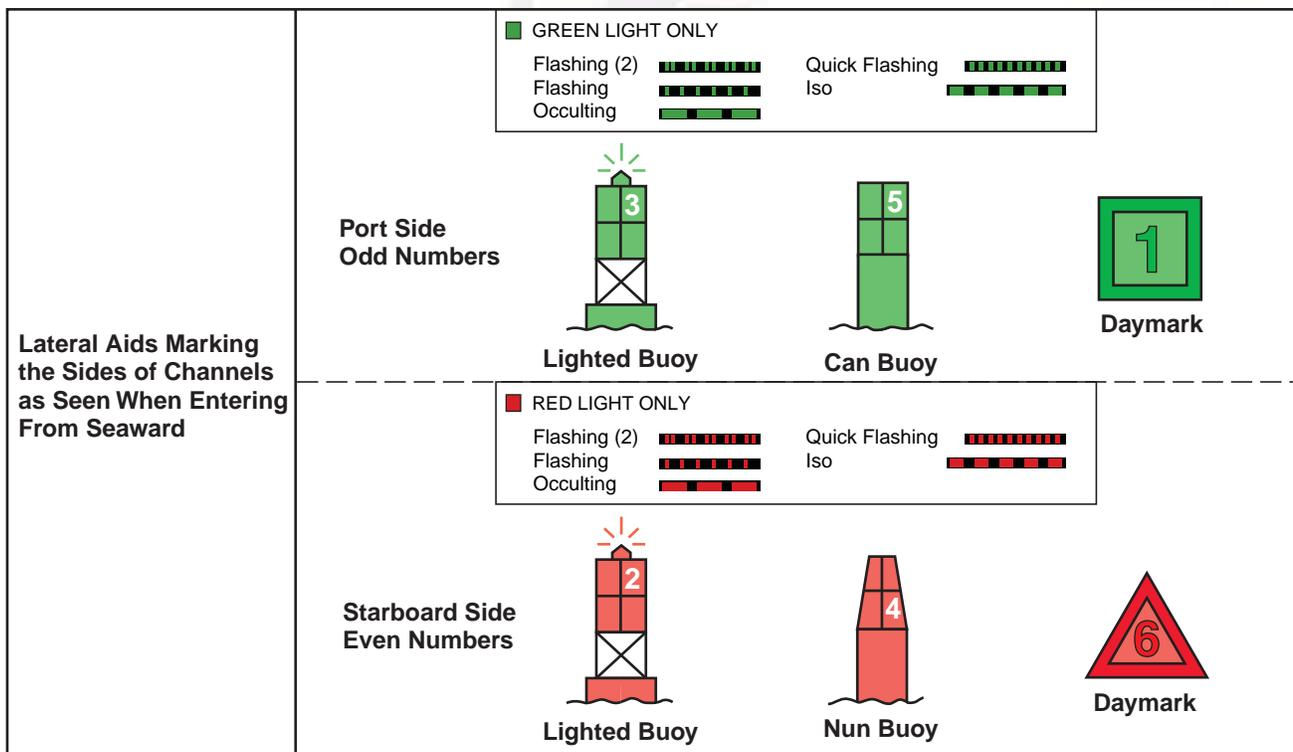 Lateral Aids Marking
the Sides of Channels
as Seen When Entering
From Seaward
GREEN LIGHT ONLY
Flashing (2)
Quick Flashing
Flashing
Iso
Occulting
Port Side
Odd Numbers
3
5
1
Lighted Buoy
Can Buoy
Daymark
RED LIGHT ONLY
Flashing (2)
Quick Flashing
Flashing
Iso
Occulting
Starboard Side
Even Numbers
2
4
6
Lighted Buoy
Nun Buoy
Daymark